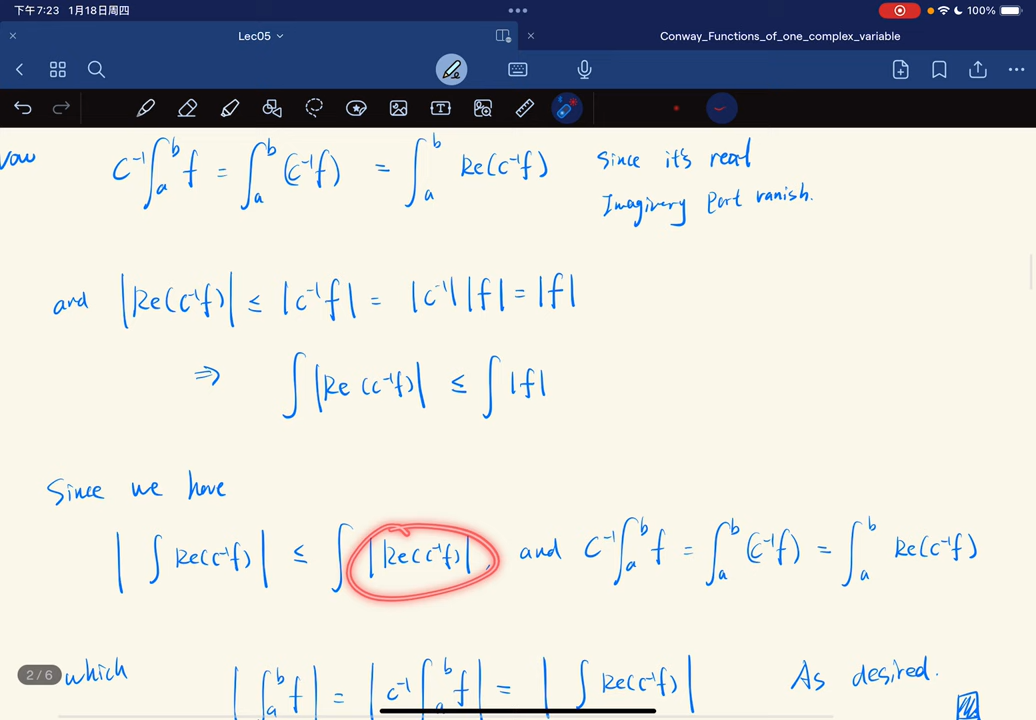 下午7:23 1月18日周四
100%
Lec05
Conway_Functions_of_one_complex_variable
C⁻¹∫ₐᵇ f = ∫ₐᵇ (c⁻¹f) = ∫ₐᵇ Re(c⁻¹f) since it's real
Imaginery Part vanish.
and |Re(c⁻¹f)| ≤ |c⁻¹f| = |c⁻¹| |f| = |f|
⇒ ∫|Re(c⁻¹f)| ≤ ∫|f|
Since we have
|∫ Re(c⁻¹f)| ≤ ∫ |Re(c⁻¹f)|, and C⁻¹∫ₐᵇ f = ∫ₐᵇ (c⁻¹f) = ∫ₐᵇ Re(c⁻¹f)
2/6
which |∫ₐᵇ f| = |c⁻¹ ∫ₐᵇ f| = |∫ Re(c⁻¹f)| As desired.